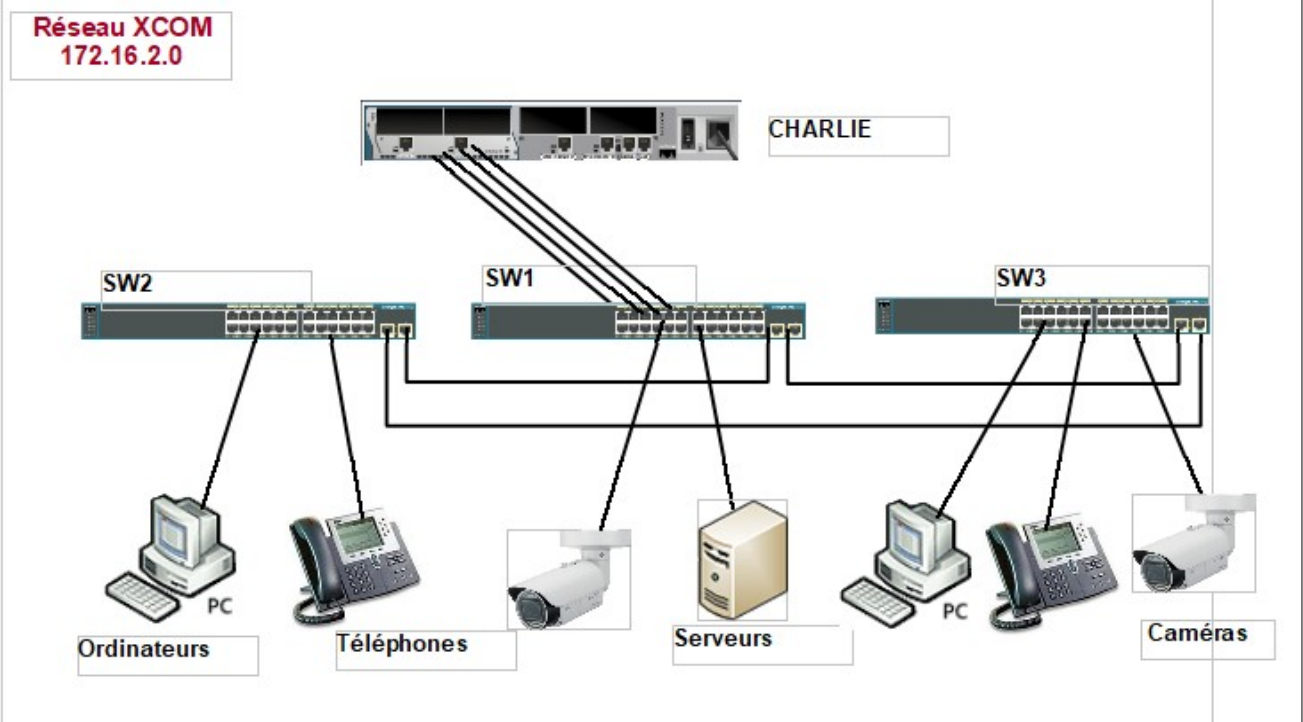 Réseau XCOM
172.16.2.0
CHARLIE
SW2
SW1
SW3
PC
PC
Ordinateurs
Téléphones
Serveurs
Caméras